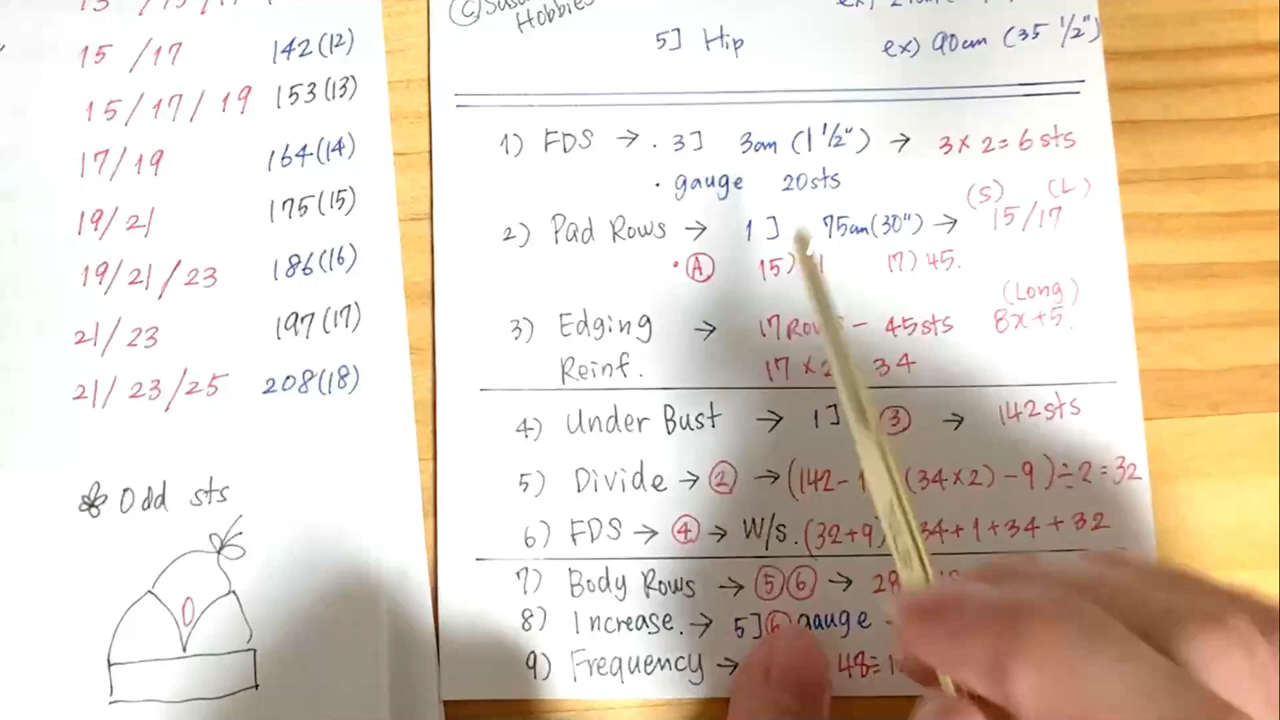 15 /17 142(12)
15/17/19 153(13)
17/19 164(14)
19/21 175(15)
19/21/23 186(16)
21/23 197(17)
21/23/25 208(18)
Odd sts
0
Hobbies
5] Hip ex) 90cm (35 1/2")
1) FDS → · 3] 3cm (1 1/2") → 3×2=6 sts
· gauge 20sts
(S) (L)
2) Pad Rows → 1] 75cm(30") → 15/17
· Ⓐ 15) 17) 45.
(Long)
3) Edging → 17 - 45sts 8x+5.
Reinf. 17 × 34
4) Under Bust → 1] ③ → 142sts
5) Divide → ② → (142- (34×2) -9)÷2=32
6) FDS → ④ → W/s. (32+9) 34+1+34+32
7) Body Rows → ⑤⑥ → 28
8) Increase. → 5] gauge
9) Frequency → 48=